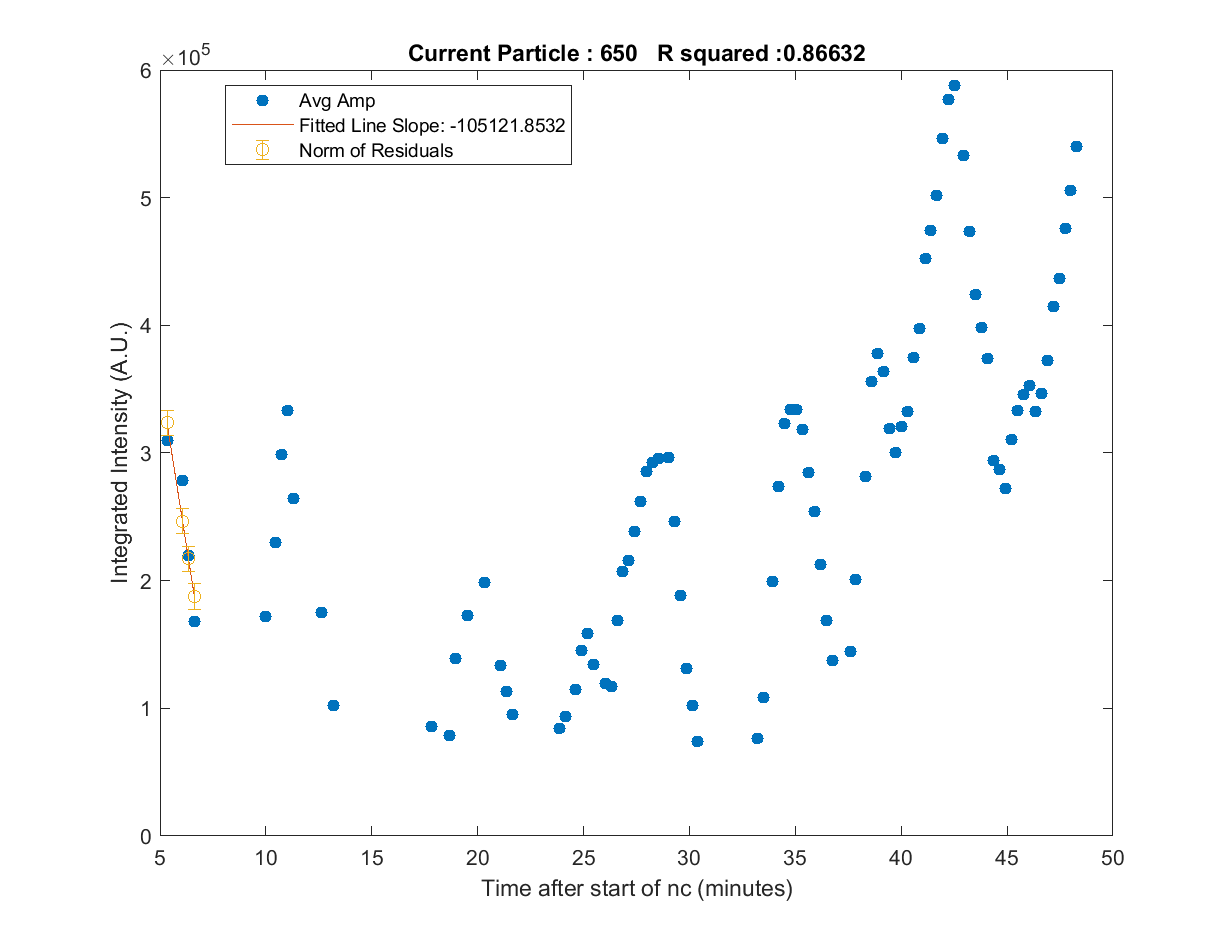 Current Particle : 650 R squared :0.86632
×10⁵
Avg Amp
Fitted Line Slope: -105121.8532
Norm of Residuals
6
5
4
3
2
1
0
Integrated Intensity (A.U.)
5 10 15 20 25 30 35 40 45 50
Time after start of nc (minutes)